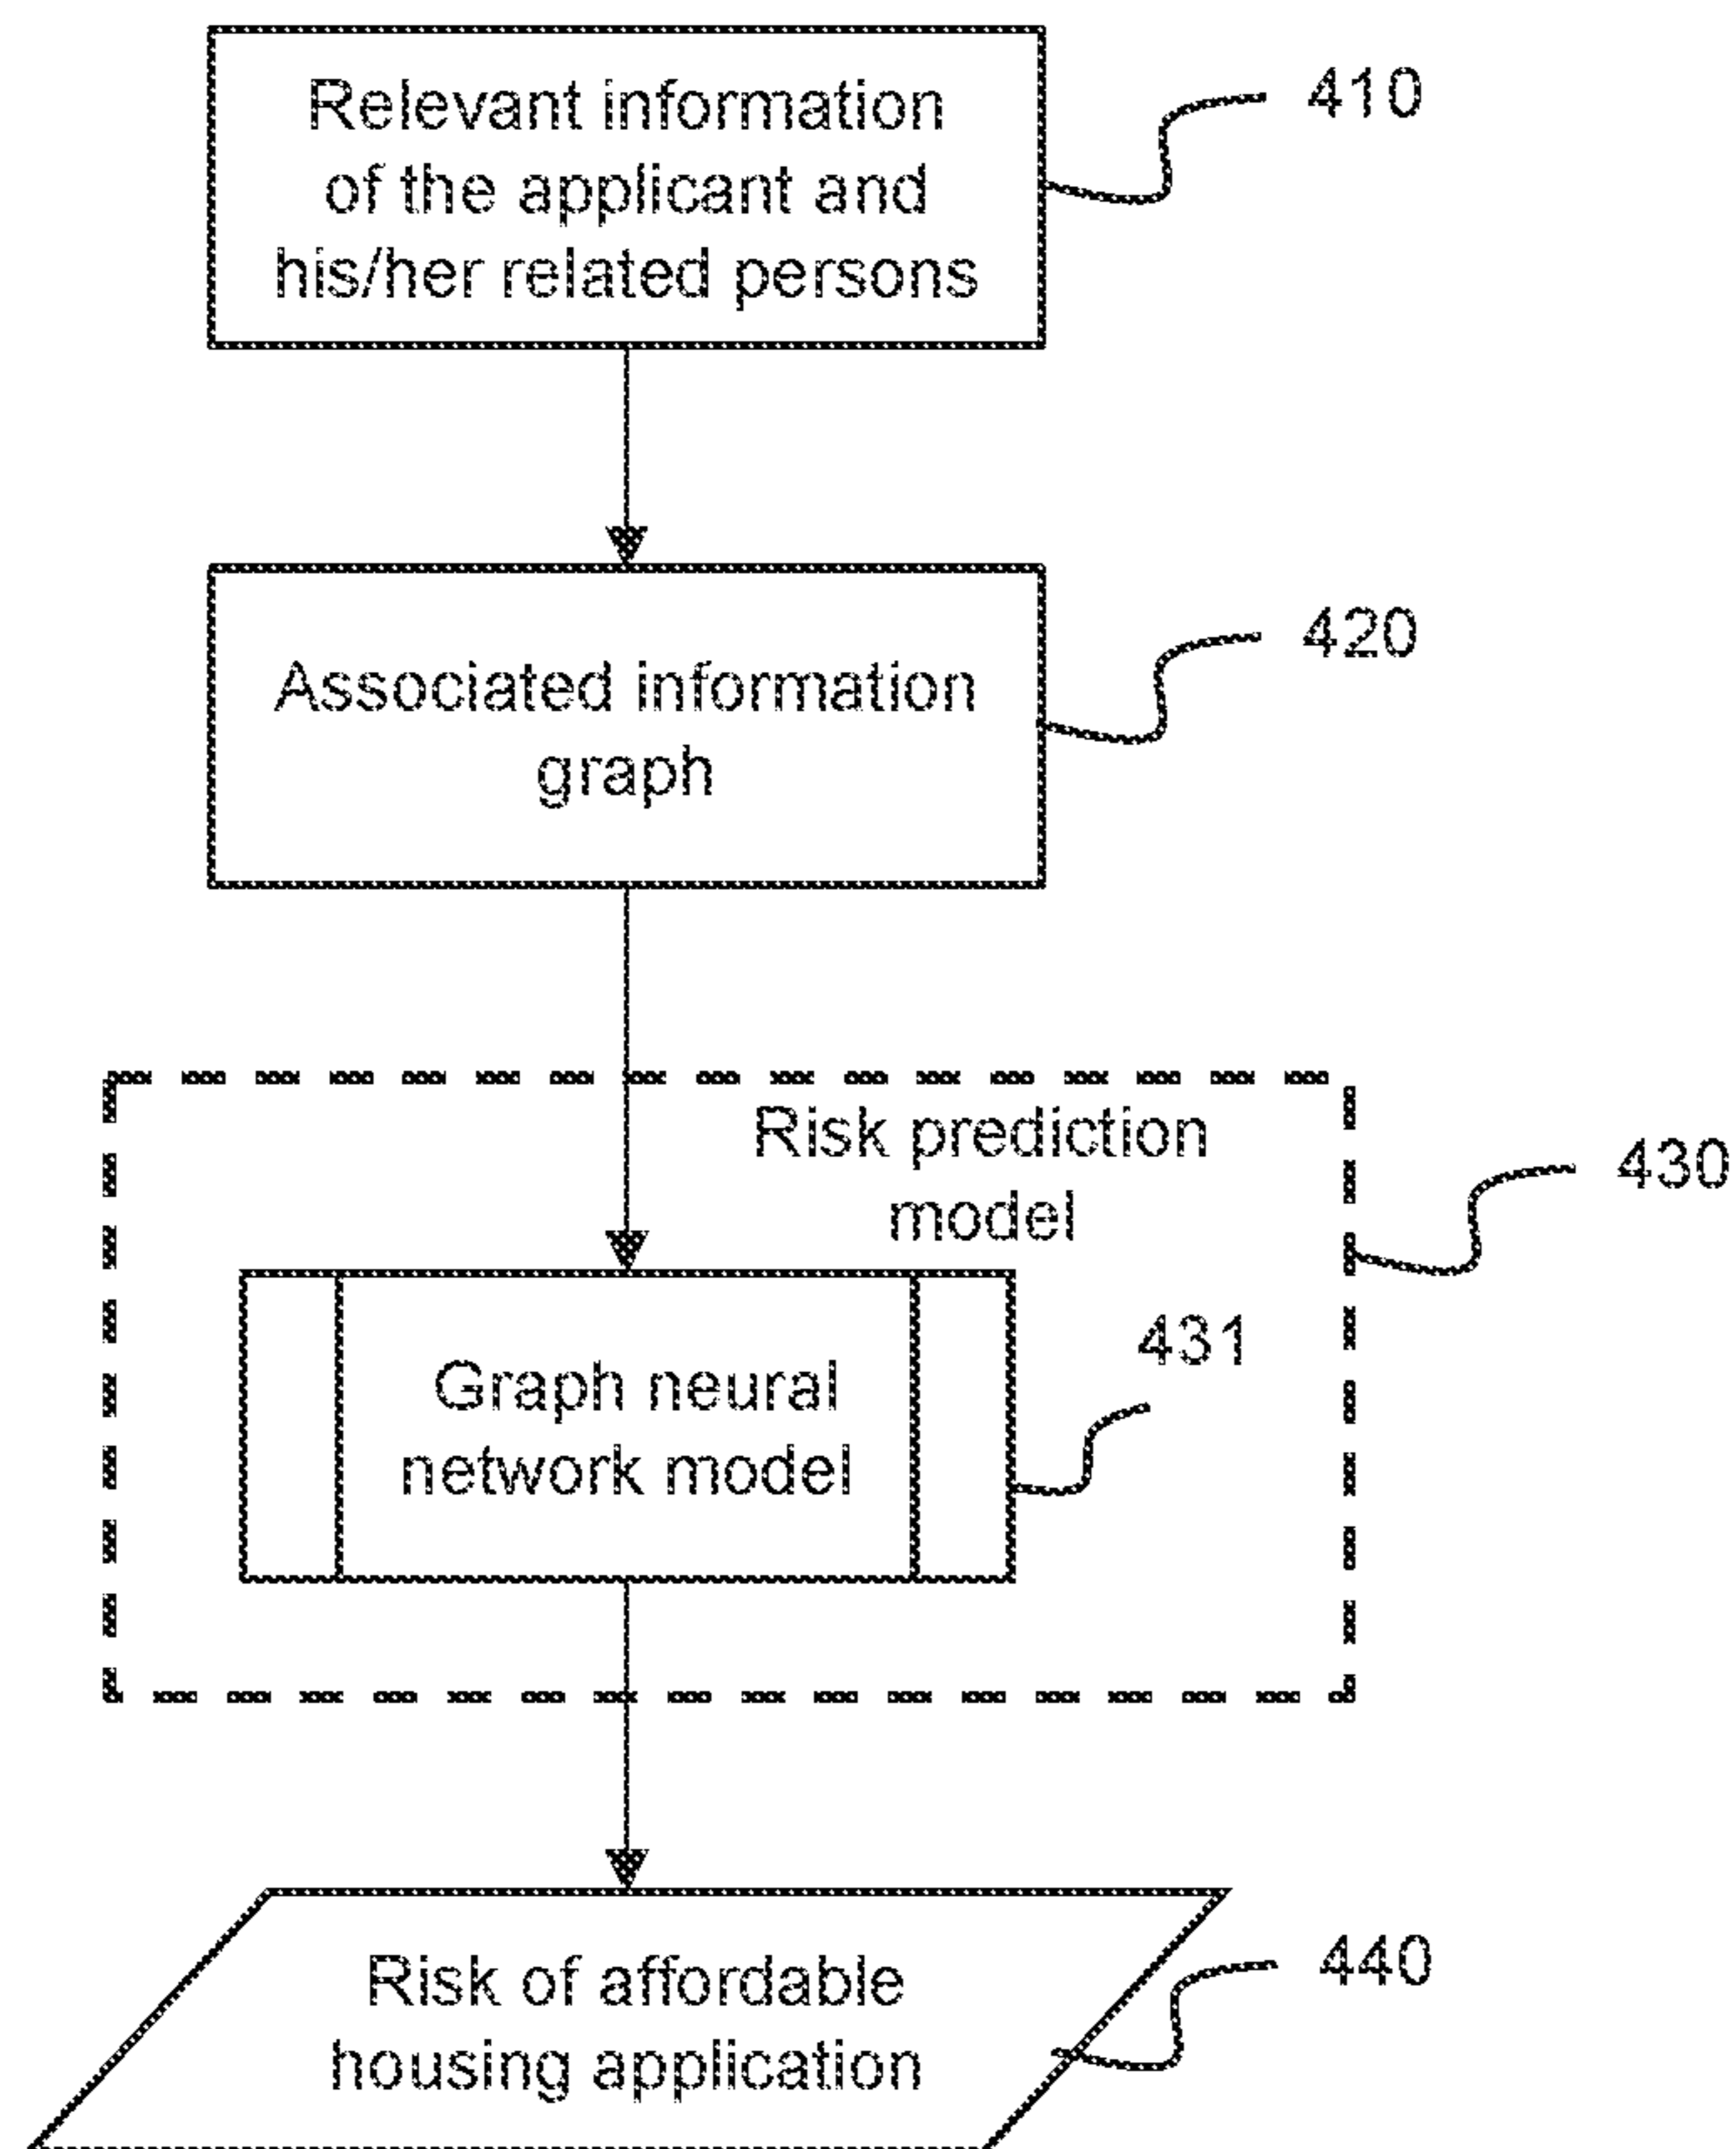 Relevant information
of the applicant and
his/her related persons
410
Associated information
graph
420
Risk prediction
model
430
Graph neural
network model
431
Risk of affordable
housing application
440